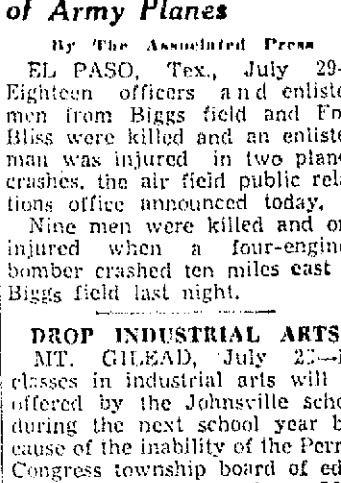 of Army Planes
By The Associated Press
EL PASO, Tex., July 29-
Eighteen officers and enliste
men from Biggs field and For
Bliss were killed and an enliste
man was injured in two plane
crashes, the air field public rela
tions office announced today.
Nine men were killed and on
injured when a four-engine
bomber crashed ten miles east
Biggs field last night.
DROP INDUSTRIAL ARTS
MT. GILEAD, July
classes in industrial arts will
offered by the Johnsville scho
during the next school year b
cause of the inability of the Perr
Congress township board of ed